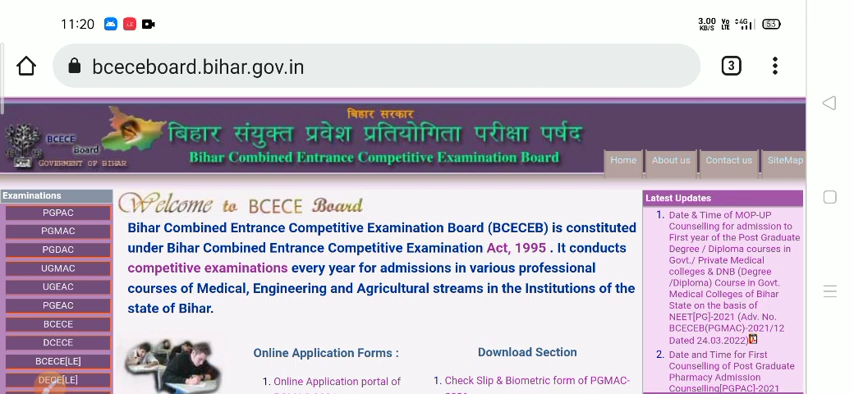 11:20
3.00 KB/S Vo LTE 4G 53
bceceboard.bihar.gov.in
3
बिहार सरकार
बिहार संयुक्त प्रवेश प्रतियोगिता परीक्षा पर्षद
BCECE
Board
GOVERMENT OF BIHAR
Bihar Combined Entrance Competitive Examination Board
Home About us Contact us SiteMap
Examinations
PGPAC
PGMAC
PGDAC
UGMAC
UGEAC
PGEAC
BCECE
DCECE
BCECE[LE]
DECE[LE]
Welcome to BCECE Board
Bihar Combined Entrance Competitive Examination Board (BCECEB) is constituted
under Bihar Combined Entrance Competitive Examination Act, 1995 . It conducts
competitive examinations every year for admissions in various professional
courses of Medical, Engineering and Agricultural streams in the Institutions of the
state of Bihar.
Online Application Forms :
1. Online Application portal of
Download Section
1. Check Slip & Biometric form of PGMAC-
Latest Updates
1. Date & Time of MOP-UP
Counselling for admission to
First year of the Post Graduate
Degree / Diploma courses in
Govt./ Private Medical
colleges & DNB (Degree
/Diploma) Course in Govt.
Medical Colleges of Bihar
State on the basis of
NEET[PG]-2021 (Adv. No.
BCECEB(PGMAC)-2021/12
Dated 24.03.2022)
2. Date and Time for First
Counselling of Post Graduate
Pharmacy Admission
Counselling[PGPAC]-2021